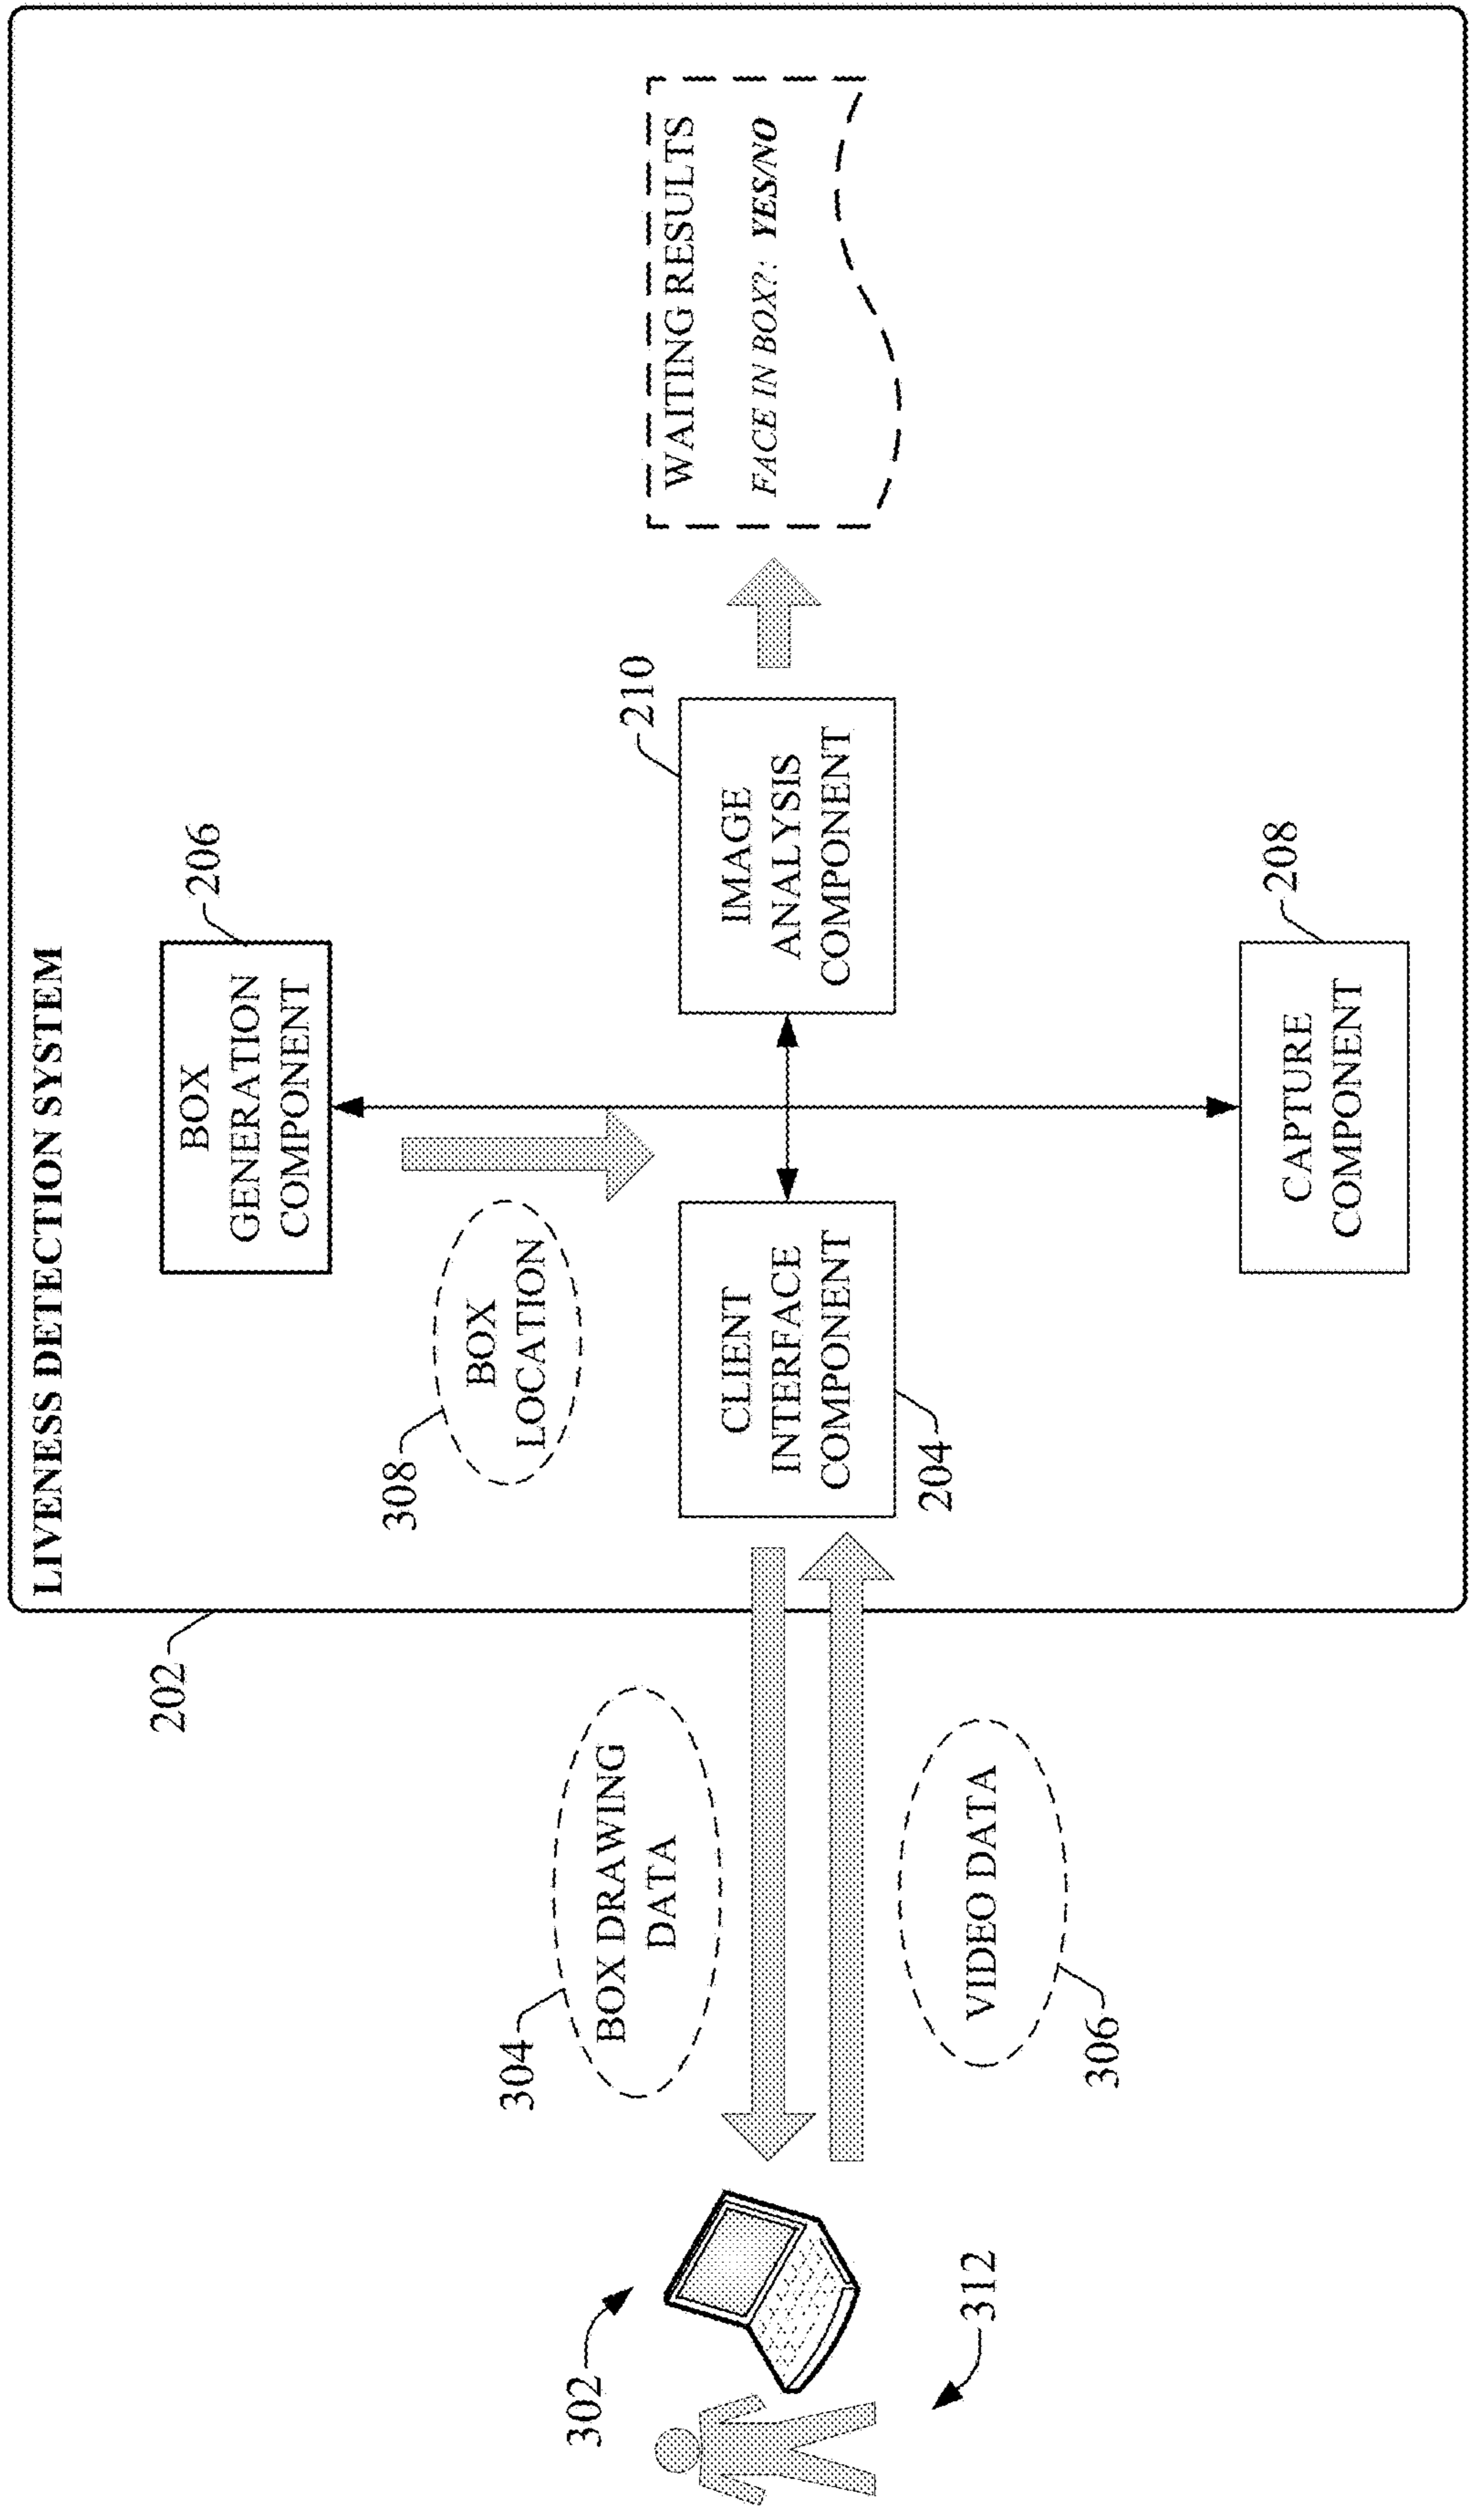 LIVENESS DETECTION SYSTEM
202
206
BOX
GENERATION
COMPONENT
308
BOX
LOCATION
304
BOX DRAWING
DATA
302
210
CLIENT
INTERFACE
COMPONENT
204
IMAGE
ANALYSIS
COMPONENT
WAITING RESULTS
FACE IN BOX?: YES/NO
VIDEO DATA
306
312
208
CAPTURE
COMPONENT